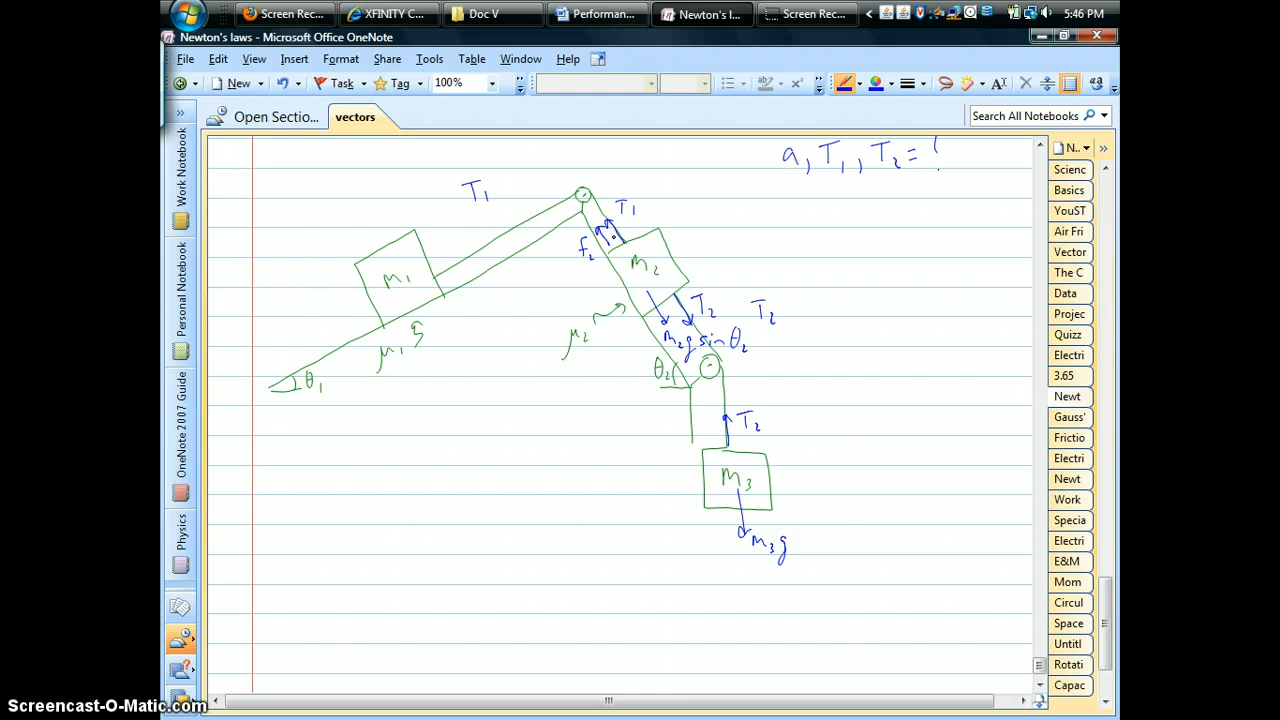 Screen Rec...
XFINITY C...
Doc V
Performan...
Newton's l...
Screen Rec...
5:46 PM
Newton's laws - Microsoft Office OneNote
File Edit View Insert Format Share Tools Table Window Help
New Task Tag 100%
Open Sectio... vectors
Search All Notebooks
Work Notebook
Personal Notebook
OneNote 2007 Guide
Physics
N..
Scienc
Basics
YouST
Air Fri
Vector
The C
Data
Projec
Quizz
Electri
3.65
Newt
Gauss'
Frictio
Electri
Newt
Work
Specia
Electri
E&M
Mom
Circul
Space
Untitl
Rotati
Capac
a, T₁, T₂ = ?
T₁
T₁
f₂
m₁
m₂
T₂
T₂
m₂g sin θ₂
μ₂
μ₁
θ₁
θ₂
T₂
m₃
m₃g
Screencast-O-Matic.com